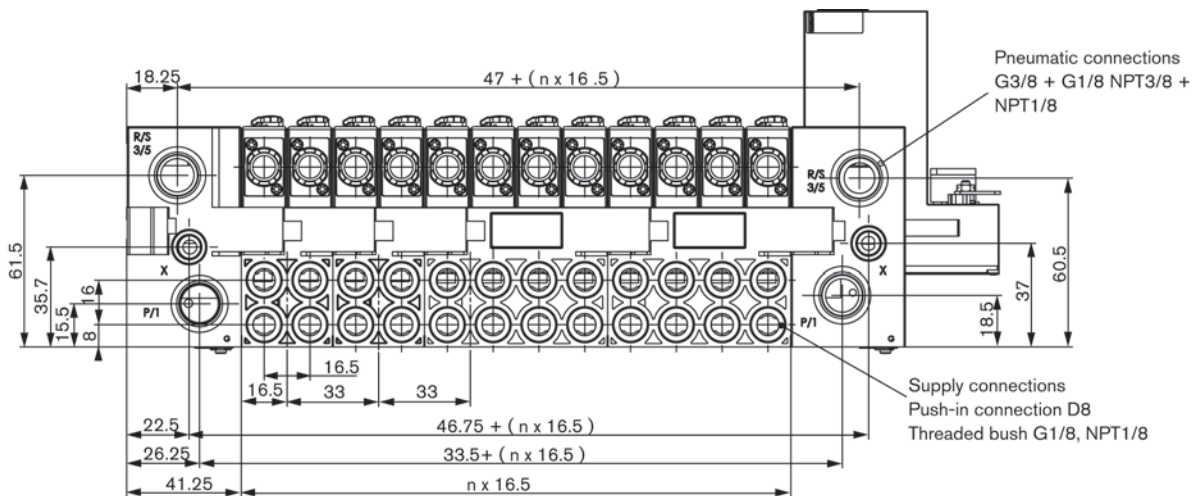 18.25
47 + ( n x 16 .5 )
Pneumatic connections
G3/8 + G1/8 NPT3/8 +
NPT1/8
R/S
3/5
R/S
3/5
61.5
35.7
15.5
16
8
X
P/1
G
X
P/1
G
18.5
37
60.5
16.5
16.5
33
33
Supply connections
Push-in connection D8
Threaded bush G1/8, NPT1/8
22.5
46.75 + ( n x 16.5 )
26.25
33.5+ ( n x 16.5 )
41.25
n x 16.5